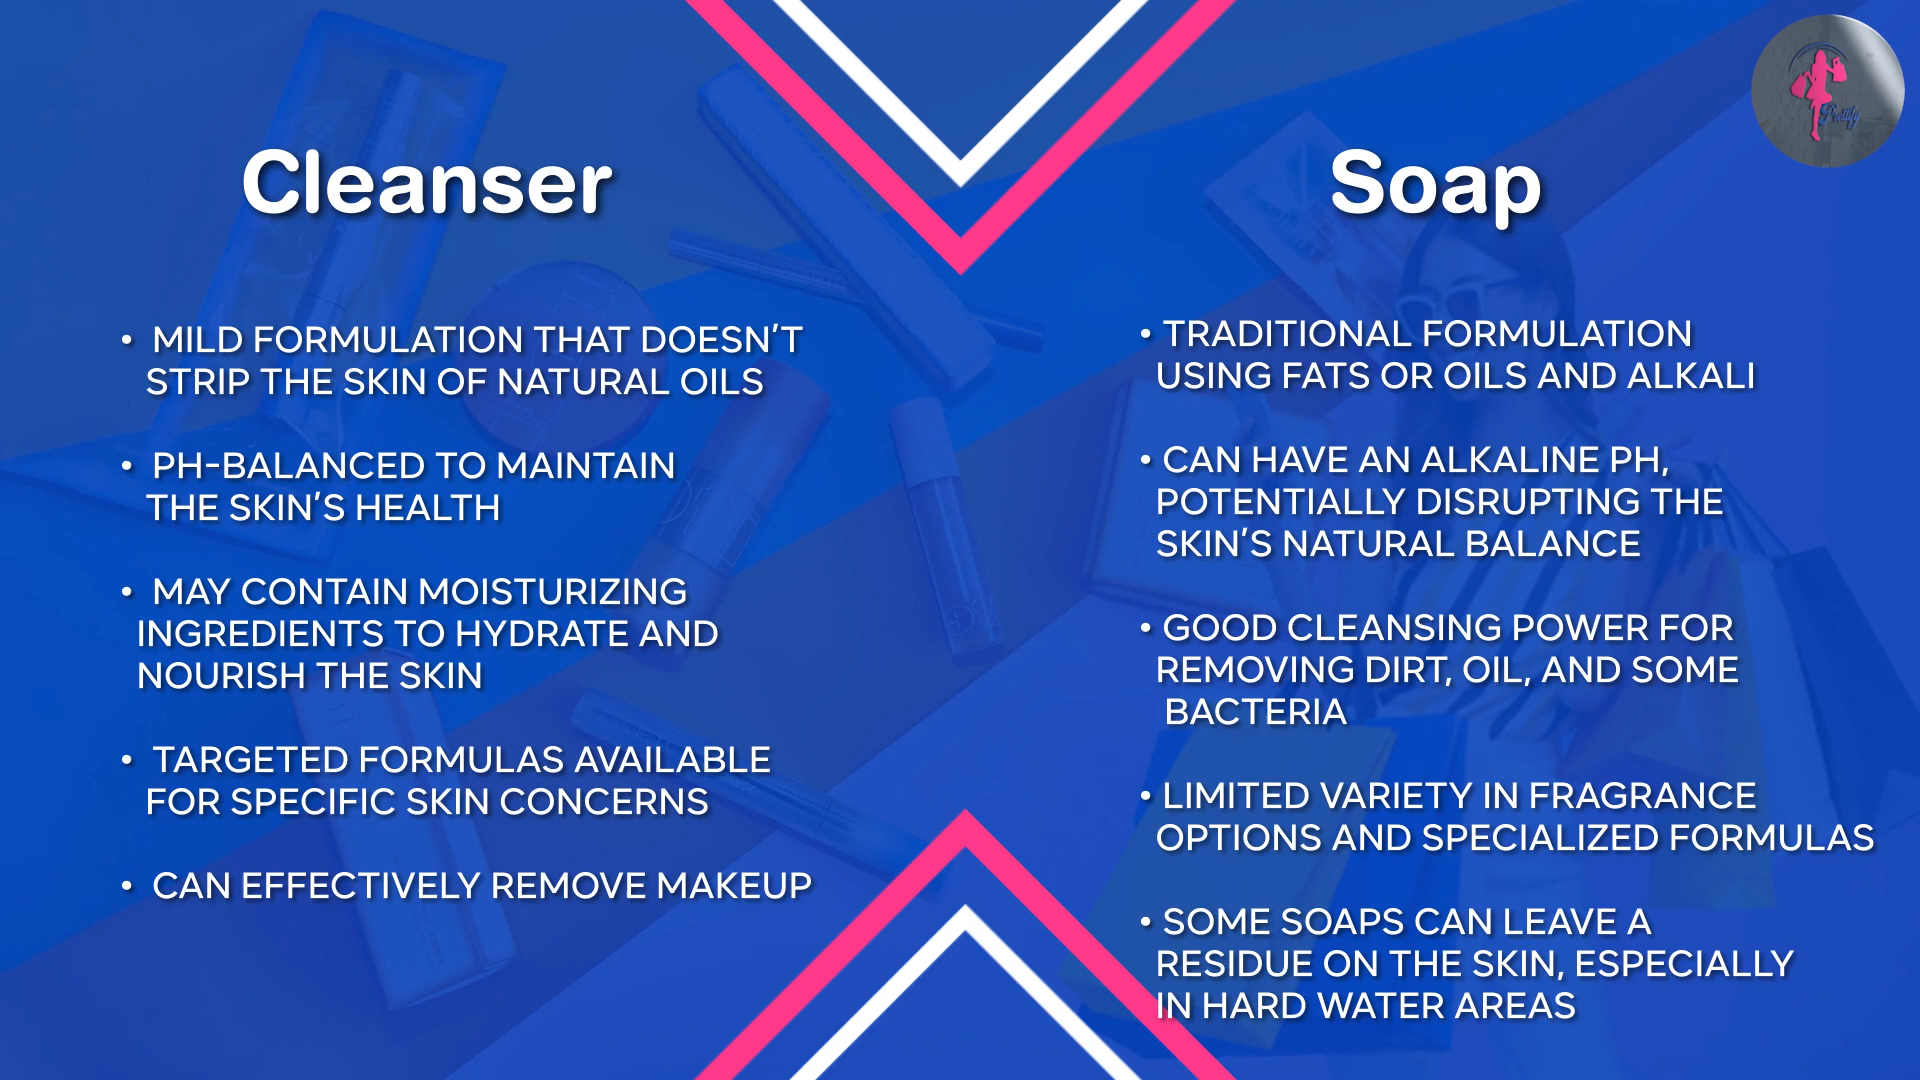 Cleanser
• MILD FORMULATION THAT DOESN'T
STRIP THE SKIN OF NATURAL OILS
• PH-BALANCED TO MAINTAIN
THE SKIN'S HEALTH
• MAY CONTAIN MOISTURIZING
INGREDIENTS TO HYDRATE AND
NOURISH THE SKIN
• TARGETED FORMULAS AVAILABLE
FOR SPECIFIC SKIN CONCERNS
• CAN EFFECTIVELY REMOVE MAKEUP
Soap
• TRADITIONAL FORMULATION
USING FATS OR OILS AND ALKALI
• CAN HAVE AN ALKALINE PH,
POTENTIALLY DISRUPTING THE
SKIN'S NATURAL BALANCE
• GOOD CLEANSING POWER FOR
REMOVING DIRT, OIL, AND SOME
BACTERIA
• LIMITED VARIETY IN FRAGRANCE
OPTIONS AND SPECIALIZED FORMULAS
• SOME SOAPS CAN LEAVE A
RESIDUE ON THE SKIN, ESPECIALLY
IN HARD WATER AREAS